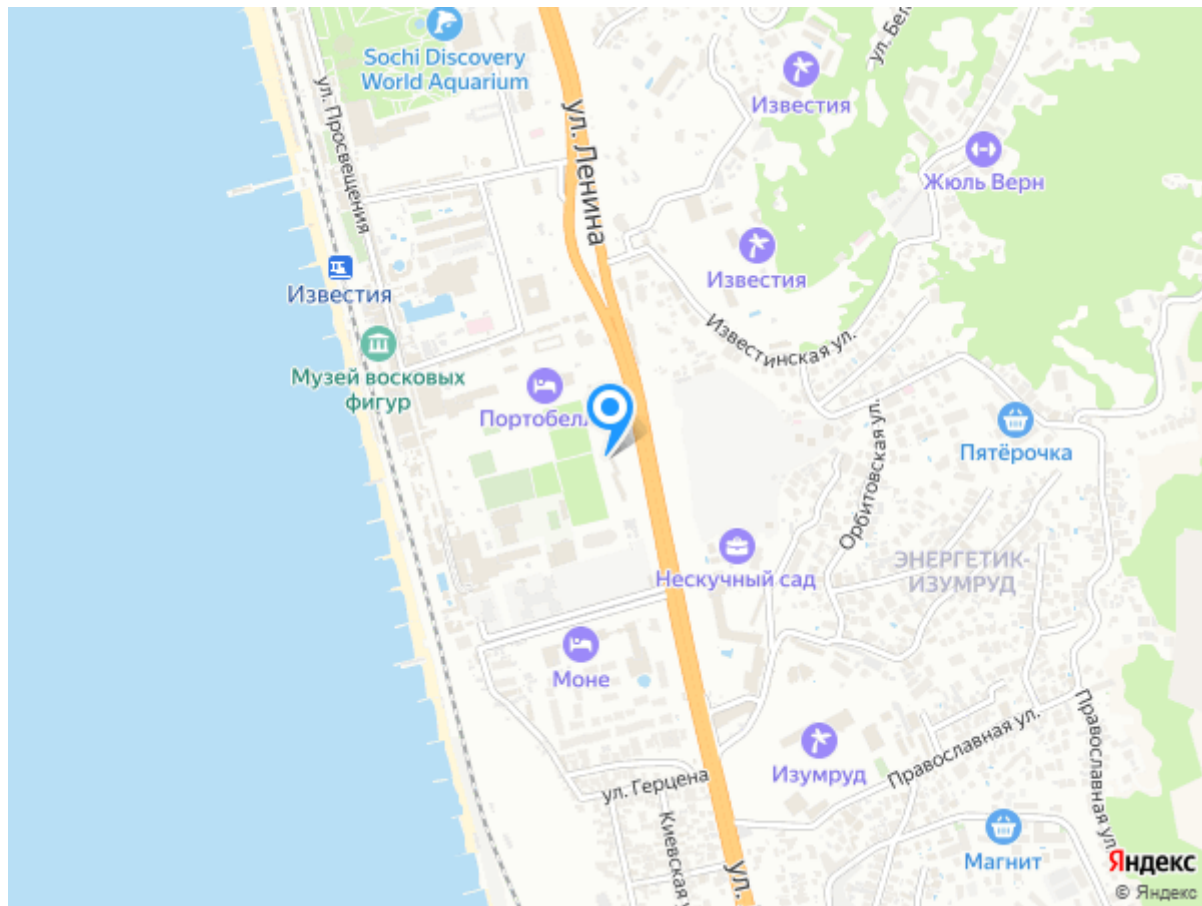 Sochi Discovery
World Aquarium
ул. Просвещения
ул. Ленина
Известия
Жюль Верн
Известия
Известия
Известинская ул.
Музей восковых
фигур
Орбитовская ул.
Пятёрочка
Нескучный сад
ЭНЕРГЕТИК-
ИЗУМРУД
Моне
Изумруд
Православная ул.
Православная ул.
ул. Герцена
Киевская
Магнит
ул.
Яндекс
© Яндекс